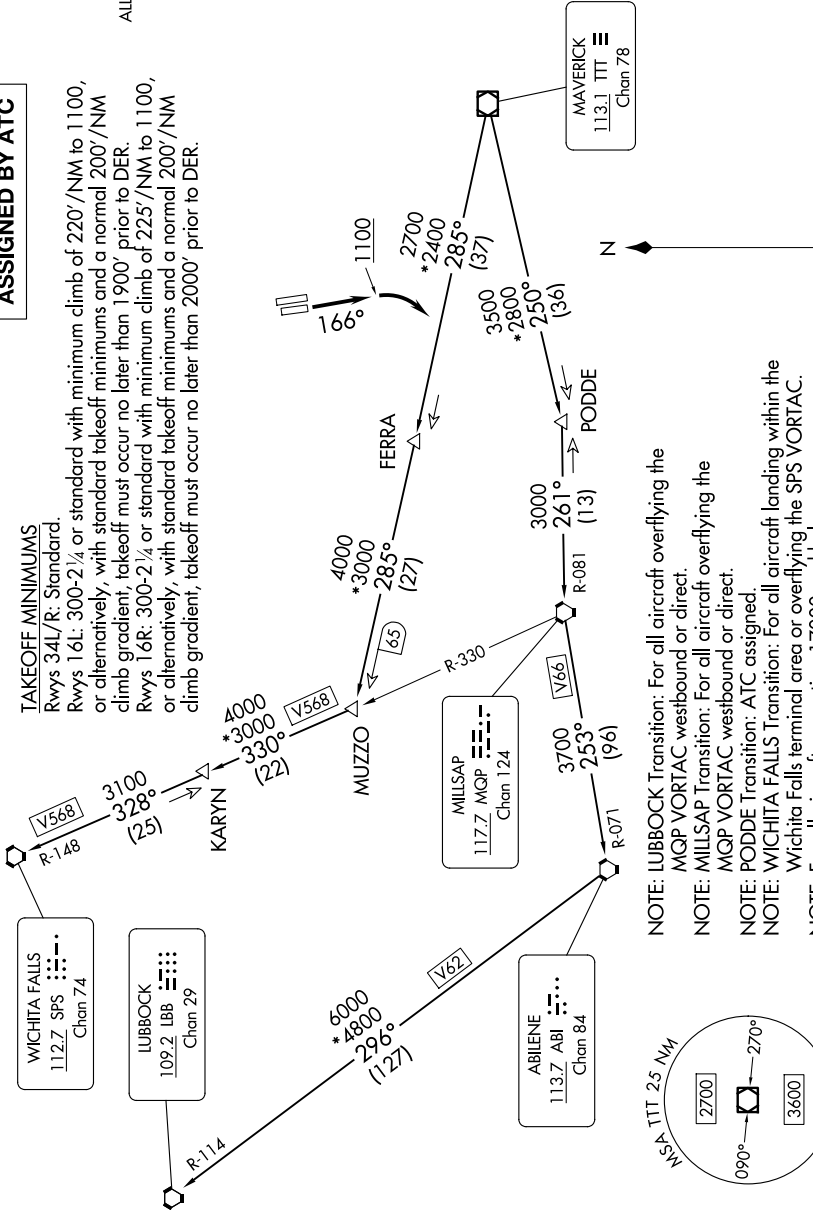 ASSIGNED BY ATC
ALL
TAKEOFF MINIMUMS
Rwys 34L/R: Standard.
Rwys 16L: 300-2¼ or standard with minimum climb of 220'/NM to 1100,
or alternatively, with standard takeoff minimums and a normal 200'/NM
climb gradient, takeoff must occur no later than 1900' prior to DER.
Rwys 16R: 300-2¼ or standard with minimum climb of 225'/NM to 1100,
or alternatively, with standard takeoff minimums and a normal 200'/NM
climb gradient, takeoff must occur no later than 2000' prior to DER.
WICHITA FALLS
112.7 SPS
Chan 74
R-148
V568
3100
328°
(25)
KARYN
4000
*3000
330°
(22)
V568
MUZZO
65
4000
*3000
285°
(27)
FERRA
166°
1100
2700
*2400
285°
(37)
MAVERICK
113.1 TTT
Chan 78
3500
*2800
250°
(36)
PODDE
3000
261°
(13)
R-081
R-330
MILLSAP
117.7 MQP
Chan 124
V66
3700
253°
(96)
R-071
ABILENE
113.7 ABI
Chan 84
V62
6000
*4800
296°
(127)
R-114
LUBBOCK
109.2 LBB
Chan 29
N
MSA TTT 25 NM
2700
090°
270°
3600
NOTE: LUBBOCK Transition: For all aircraft overflying the
MQP VORTAC westbound or direct.
NOTE: MILLSAP Transition: For all aircraft overflying the
MQP VORTAC westbound or direct.
NOTE: PODDE Transition: ATC assigned.
NOTE: WICHITA FALLS Transition: For all aircraft landing within the
Wichita Falls terminal area or overflying the SPS VORTAC.